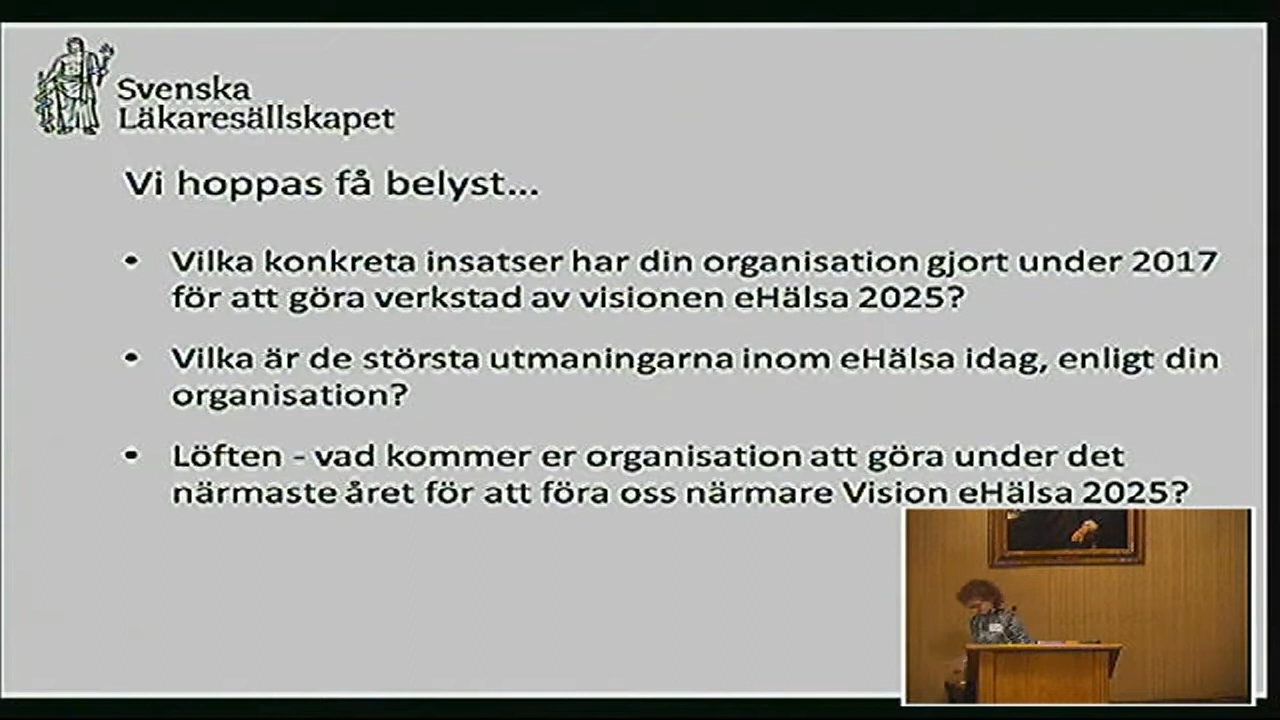 Svenska
Läkaresällskapet
Vi hoppas få belyst...
• Vilka konkreta insatser har din organisation gjort under 2017
för att göra verkstad av visionen eHälsa 2025?
• Vilka är de största utmaningarna inom eHälsa idag, enligt din
organisation?
• Löften - vad kommer er organisation att göra under det
närmaste året för att föra oss närmare Vision eHälsa 2025?